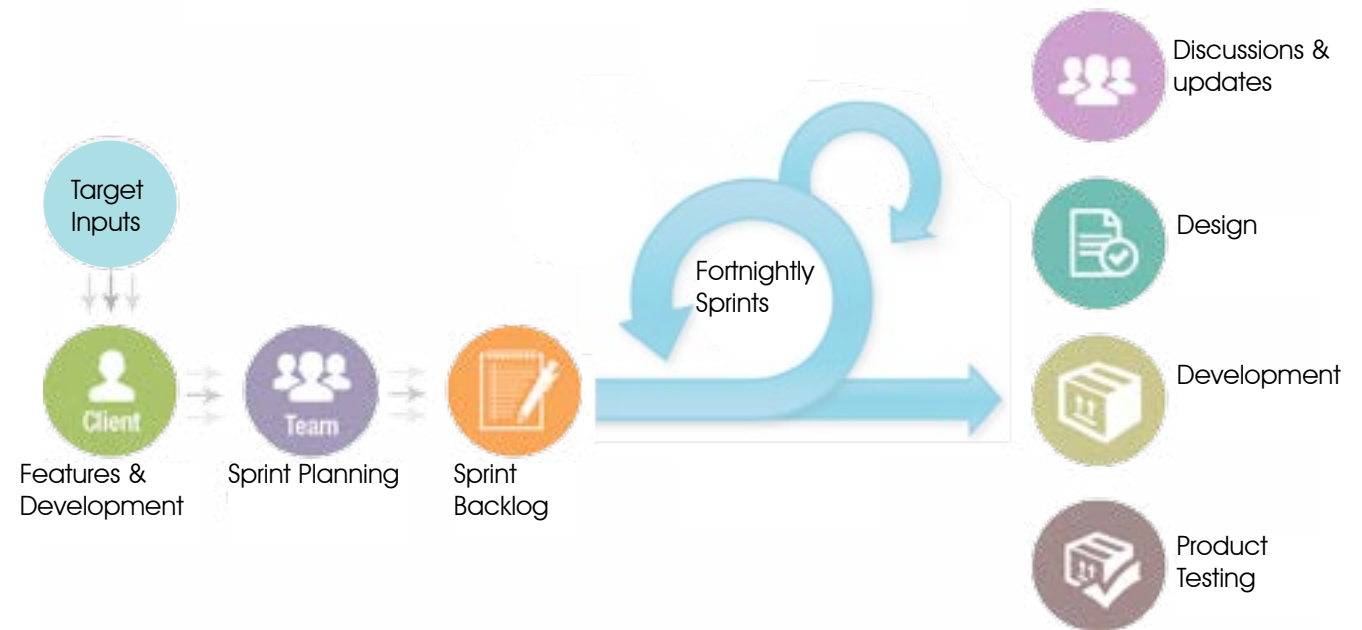 Target
Inputs
Client
Features &
Development
Team
Sprint Planning
Sprint
Backlog
Fortnightly
Sprints
Discussions &
updates
Design
Development
Product
Testing